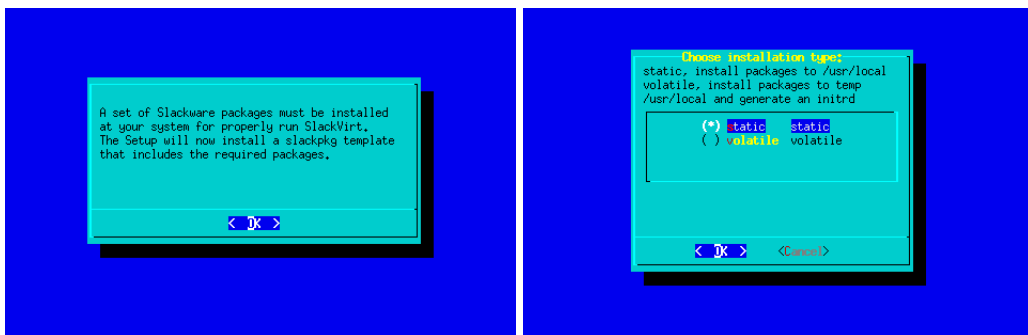 A set of Slackware packages must be installed
at your system for properly run SlackVirt.
The Setup will now install a slackpkg template
that includes the required packages.
< OK >
Choose installation type:
static, install packages to /usr/local
volatile, install packages to temp
/usr/local and generate an initrd
(*) static static
( ) volatile volatile
< OK > <Cancel>